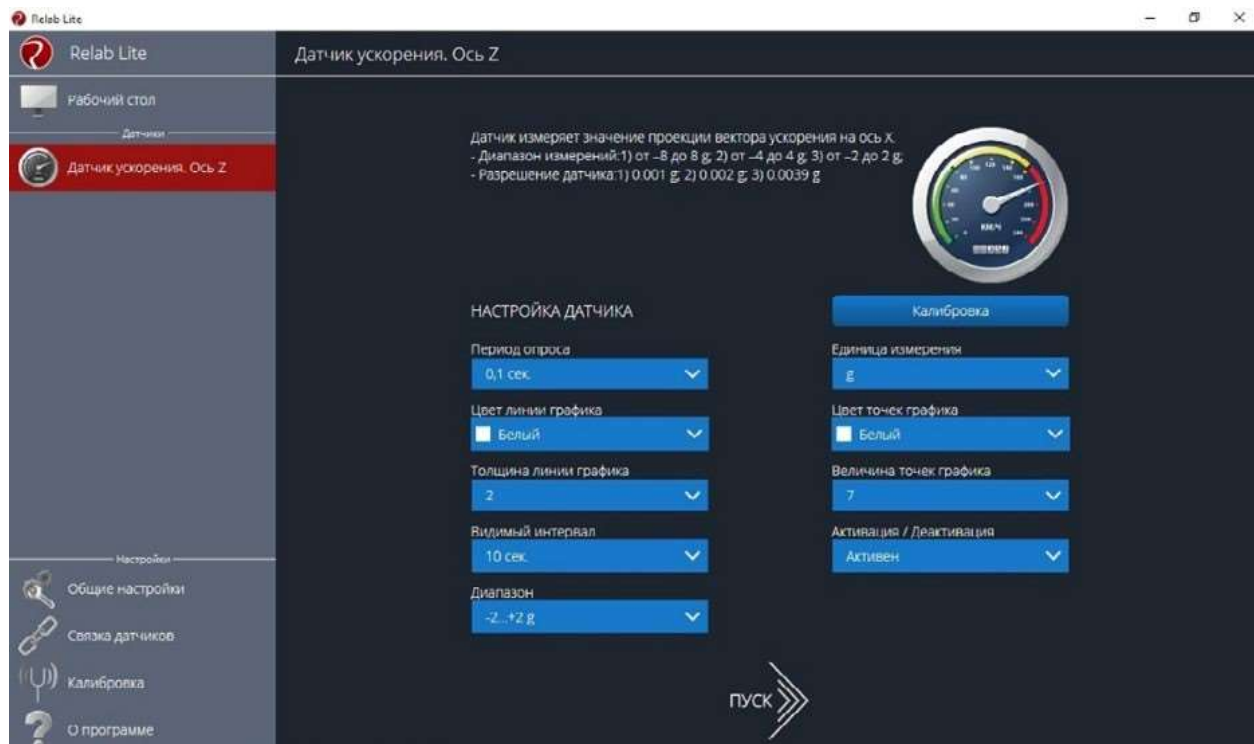 Relab Lite
Relab Lite
Рабочий стол
Датчики
Датчик ускорения. Ось Z
Настройки
Общие настройки
Связка датчиков
Калибровка
О программе
Датчик ускорения. Ось Z
Датчик измеряет значение проекции вектора ускорения на ось X.
- Диапазон измерений:1) от –8 до 8 g; 2) от –4 до 4 g; 3) от –2 до 2 g;
- Разрешение датчика:1) 0.001 g; 2) 0.002 g; 3) 0.0039 g
КМ/Ч
НАСТРОЙКА ДАТЧИКА
Калибровка
Период опроса
Единица измерения
0,1 сек.
g
Цвет линии графика
Цвет точек графика
Белый
Белый
Толщина линии графика
Величина точек графика
2
7
Видимый интервал
Активация / Деактивация
10 сек.
Активен
Диапазон
-2...+2 g
ПУСК